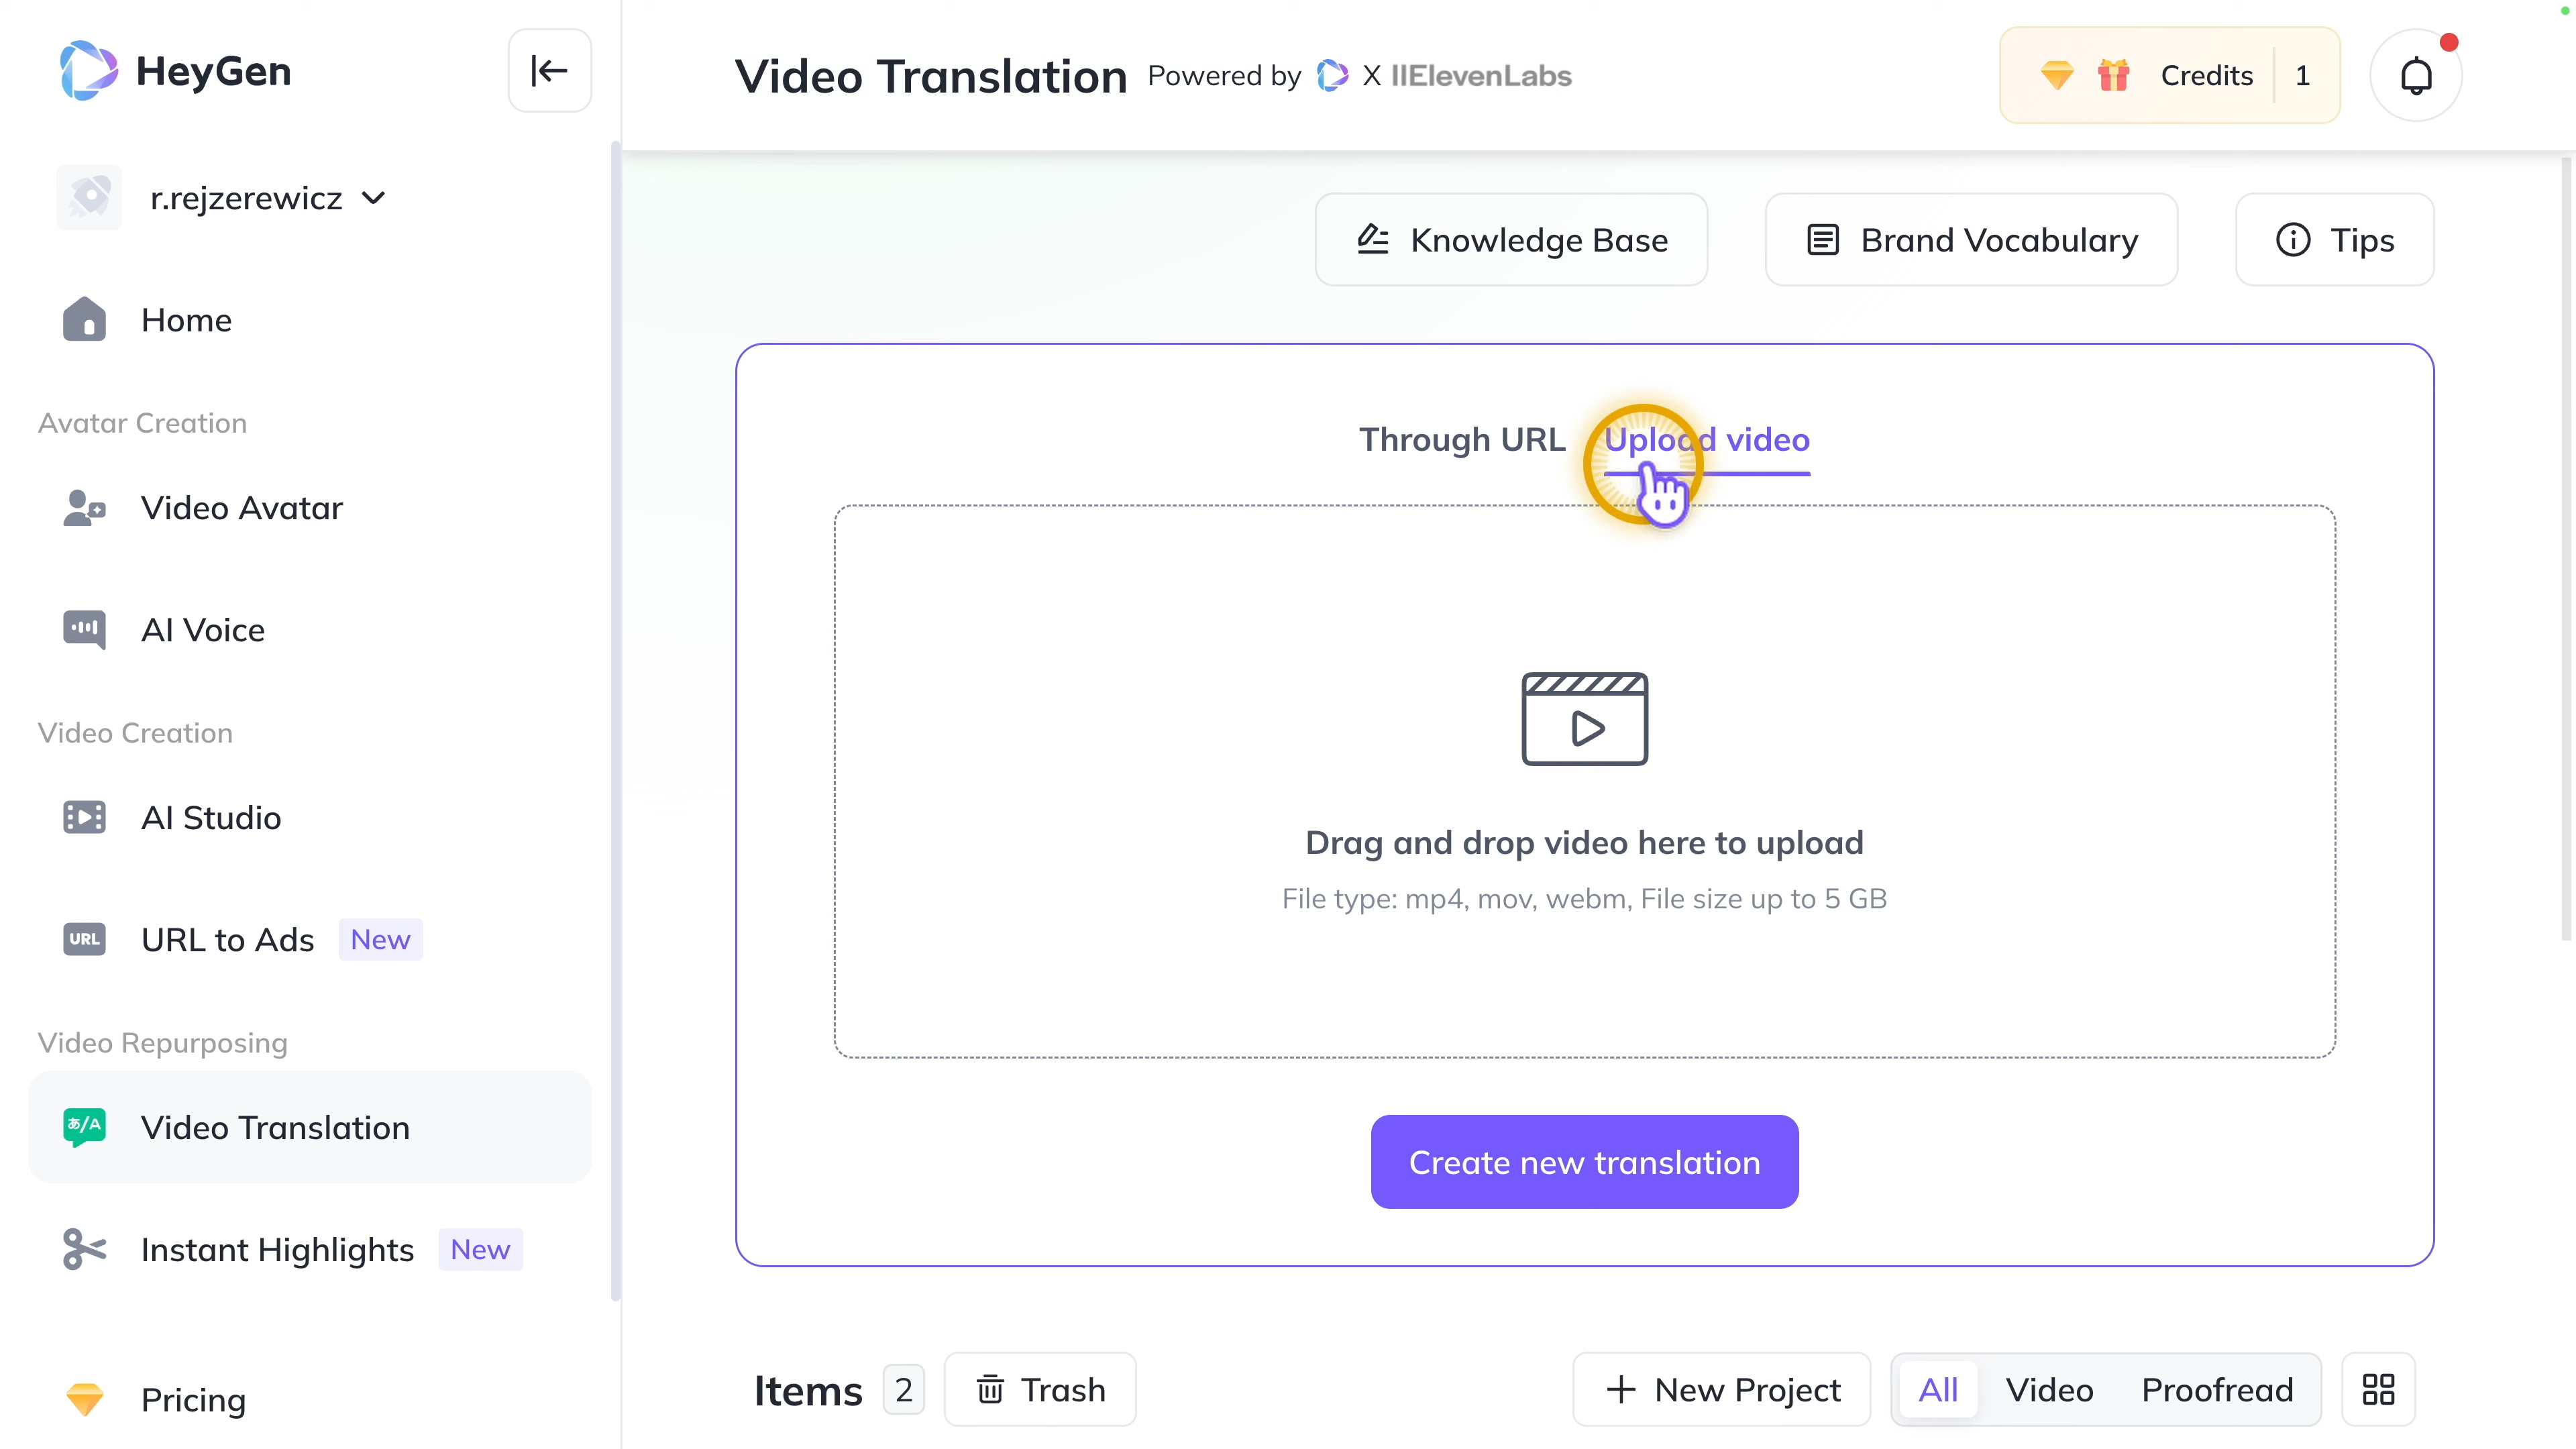 HeyGen
r.rejzerewicz
Home
Avatar Creation
Video Avatar
AI Voice
Video Creation
AI Studio
URL
URL to Ads New
Video Repurposing
あ/A
Video Translation
Instant Highlights New
Pricing
Video Translation Powered by X IIElevenLabs
Credits 1
Knowledge Base
Brand Vocabulary
Tips
Through URL
Upload video
Drag and drop video here to upload
File type: mp4, mov, webm, File size up to 5 GB
Create new translation
Items 2
Trash
New Project
All
Video
Proofread